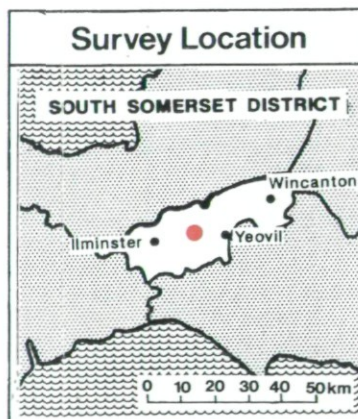 Survey Location
SOUTH SOMERSET DISTRICT
Wincanton
Ilminster
Yeovil
0 10 20 30 40 50km